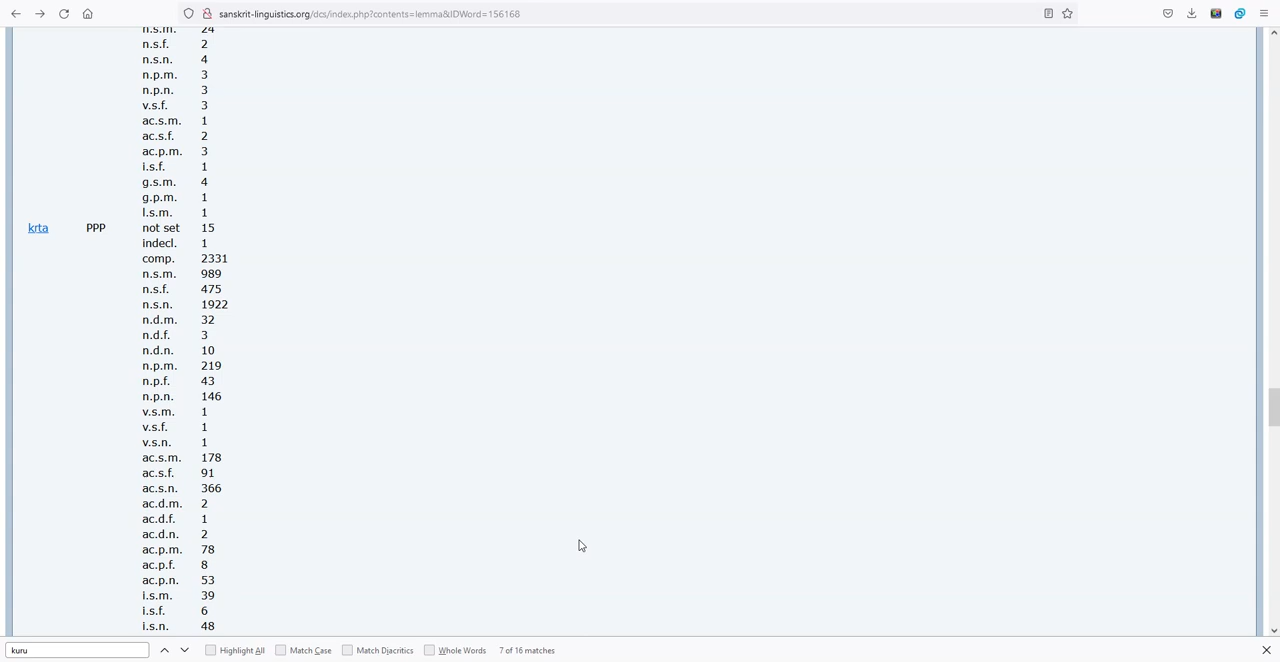 sanskrit-linguistics.org/dcs/index.php?contents=lemma&IDWord=156168
n.s.m. 24
n.s.f. 2
n.s.n. 4
n.p.m. 3
n.p.n. 3
v.s.f. 3
ac.s.m. 1
ac.s.f. 2
ac.p.m. 3
i.s.f. 1
g.s.m. 4
g.p.m. 1
l.s.m. 1
kṛta PPP not set 15
indecl. 1
comp. 2331
n.s.m. 989
n.s.f. 475
n.s.n. 1922
n.d.m. 32
n.d.f. 3
n.d.n. 10
n.p.m. 219
n.p.f. 43
n.p.n. 146
v.s.m. 1
v.s.f. 1
v.s.n. 1
ac.s.m. 178
ac.s.f. 91
ac.s.n. 366
ac.d.m. 2
ac.d.f. 1
ac.d.n. 2
ac.p.m. 78
ac.p.f. 8
ac.p.n. 53
i.s.m. 39
i.s.f. 6
i.s.n. 48
kuru Highlight All Match Case Match Diacritics Whole Words 7 of 16 matches